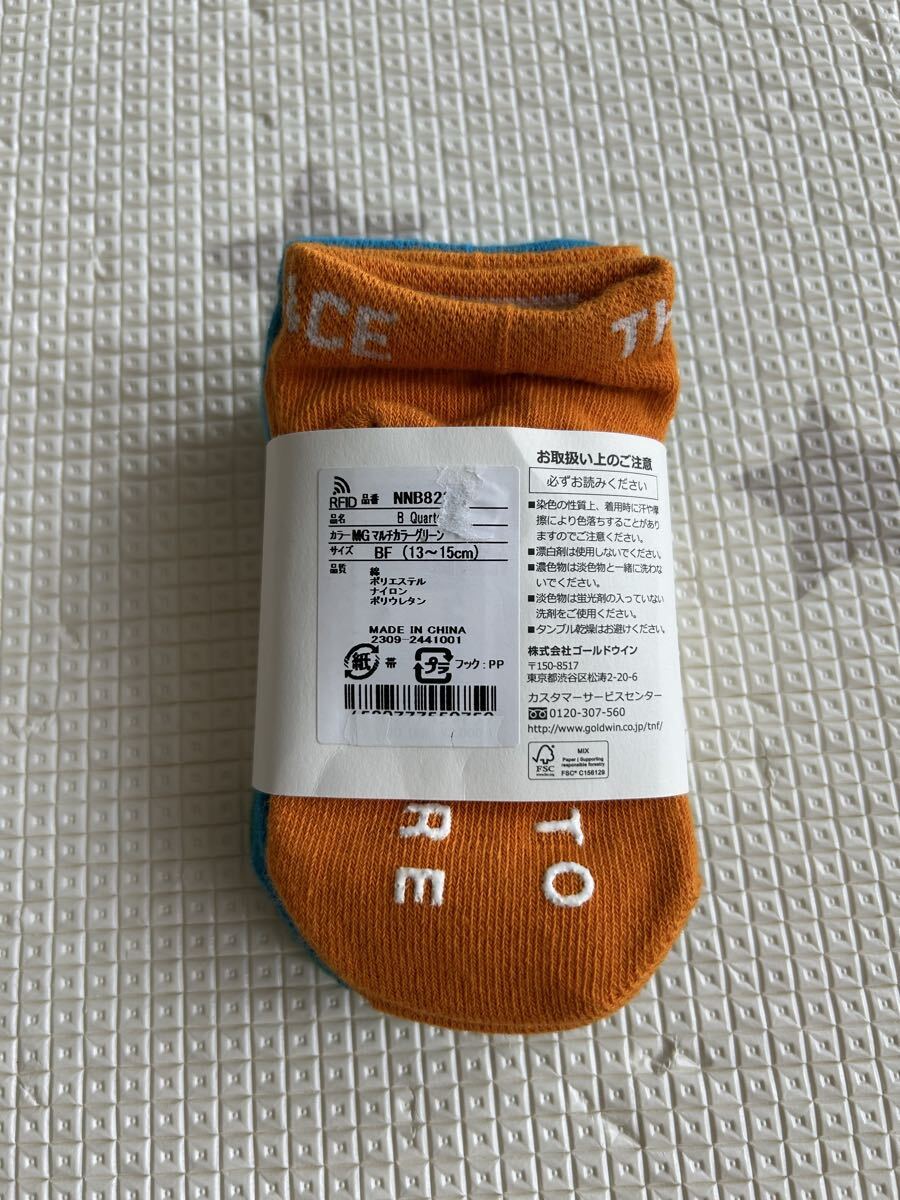 CE
TH
RFID 品番 NNB82
品名 B Quart
カラー MG マルチカラーグリーン
サイズ BF (13～15cm)
品質 綿
ポリエステル
ナイロン
ポリウレタン
MADE IN CHINA
2309-2441001
紙 帯 プラ フック:PP
お取扱い上のご注意
必ずお読みください
■染色の性質上、着用時に汗や摩
擦により色落ちすることがあり
ますのでご注意ください。
■漂白剤は使用しないでください。
■濃色物は淡色物と一緒に洗わな
いでください。
■淡色物は蛍光剤の入っていない
洗剤をご使用ください。
■タンブル乾燥はお避けください。
株式会社ゴールドウイン
〒150-8517
東京都渋谷区松涛2-20-6
カスタマーサービスセンター
0120-307-560
http://www.goldwin.co.jp/tnf/
FSC
www.fsc.org
MIX
Paper | Supporting
responsible forestry
FSC® C156129
RE
TO